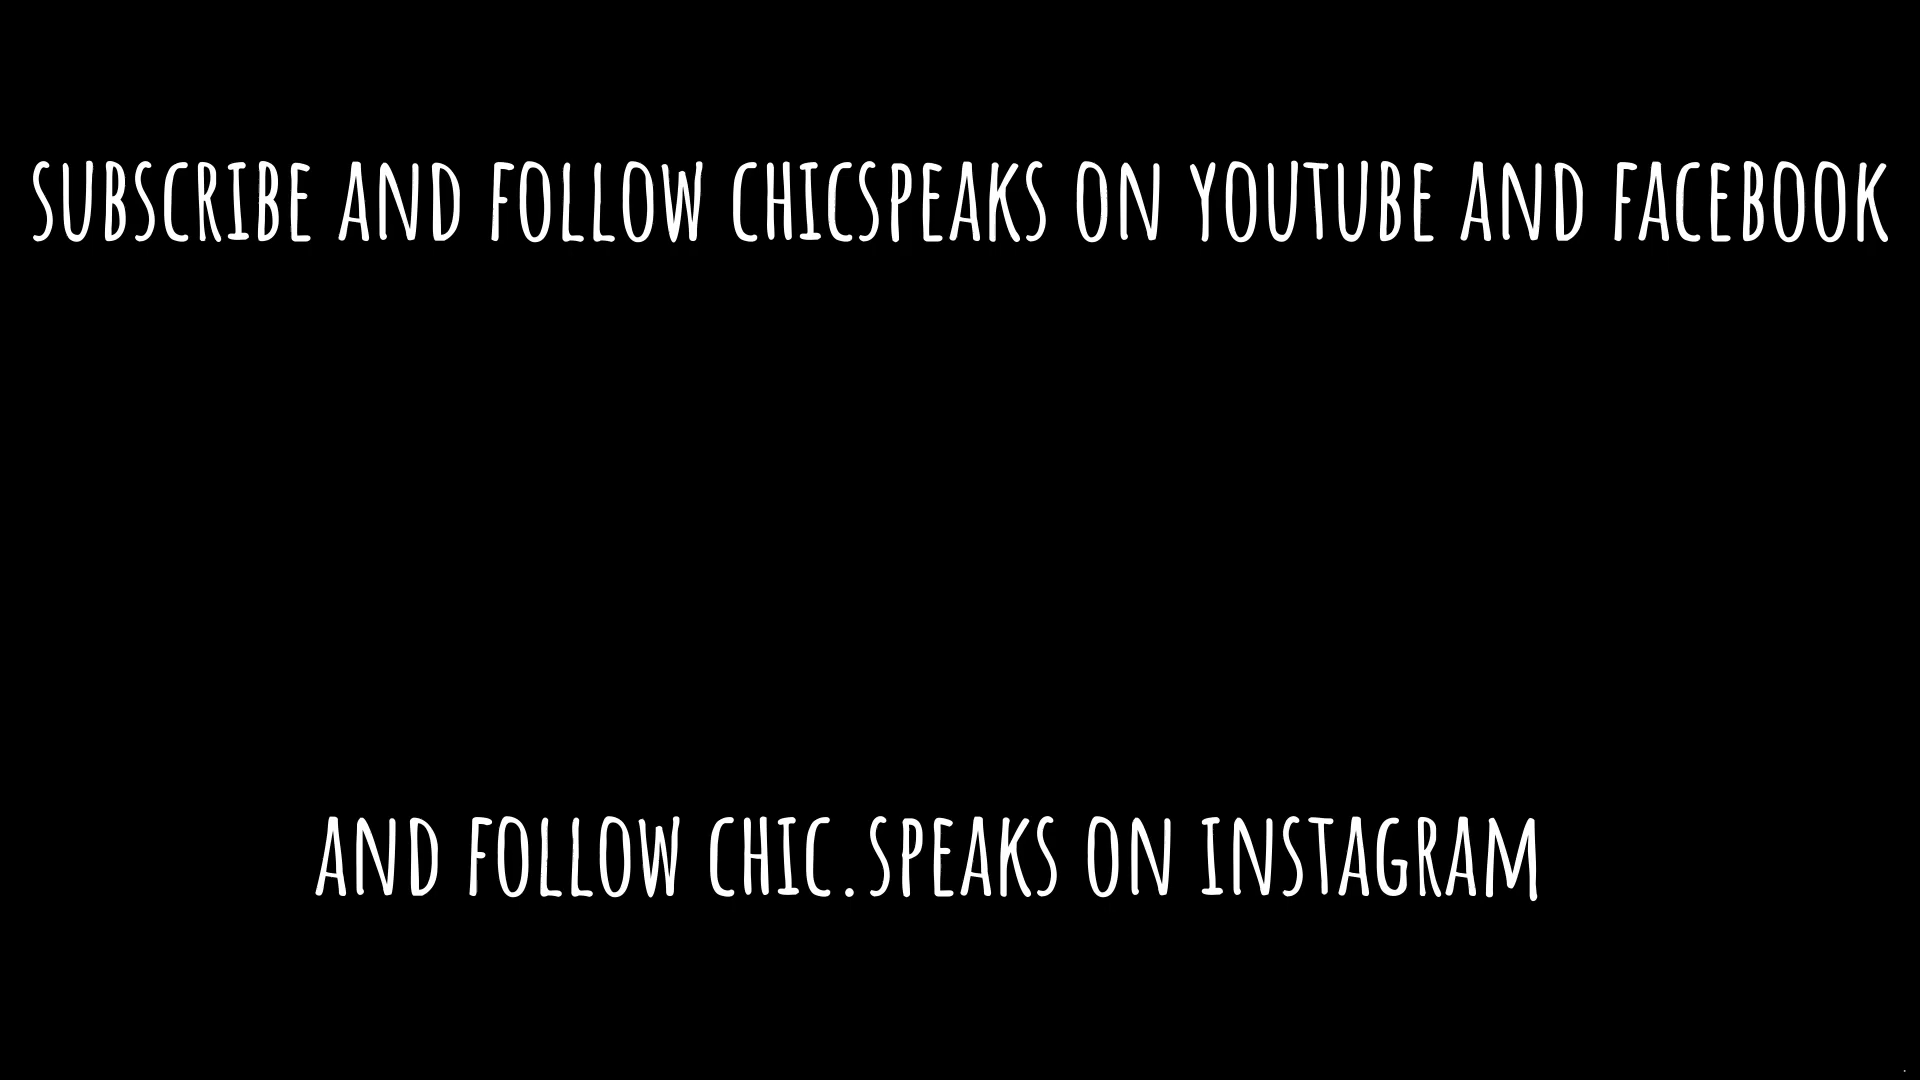 SUBSCRIBE AND FOLLOW CHICSPEAKS ON YOUTUBE AND FACEBOOK
AND FOLLOW CHIC.SPEAKS ON INSTAGRAM